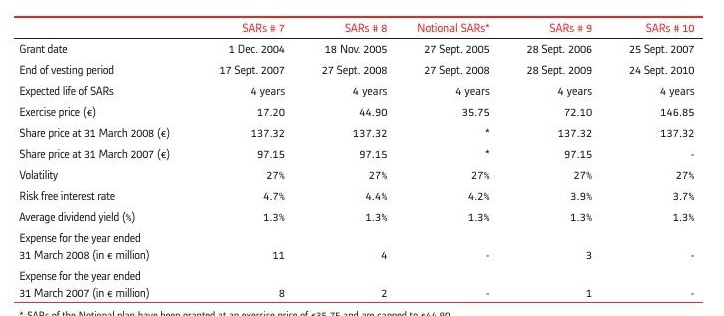 SARs # 7 SARs # 8 Notional SARs* SARs # 9 SARs # 10
Grant date 1 Dec. 2004 18 Nov. 2005 27 Sept. 2005 28 Sept. 2006 25 Sept. 2007
End of vesting period 17 Sept. 2007 27 Sept. 2008 27 Sept. 2008 28 Sept. 2009 24 Sept. 2010
Expected life of SARs 4 years 4 years 4 years 4 years 4 years
Exercise price (€) 17.20 44.90 35.75 72.10 146.85
Share price at 31 March 2008 (€) 137.32 137.32 * 137.32 137.32
Share price at 31 March 2007 (€) 97.15 97.15 * 97.15 -
Volatility 27% 27% 27% 27% 27%
Risk free interest rate 4.7% 4.4% 4.2% 3.9% 3.7%
Average dividend yield (%) 1.3% 1.3% 1.3% 1.3% 1.3%
Expense for the year ended
31 March 2008 (in € million) 11 4 - 3 -
Expense for the year ended
31 March 2007 (in € million) 8 2 - 1 -
* SARs of the Notional plan have been granted at an exercise price of €35.75 and are capped to €44.90